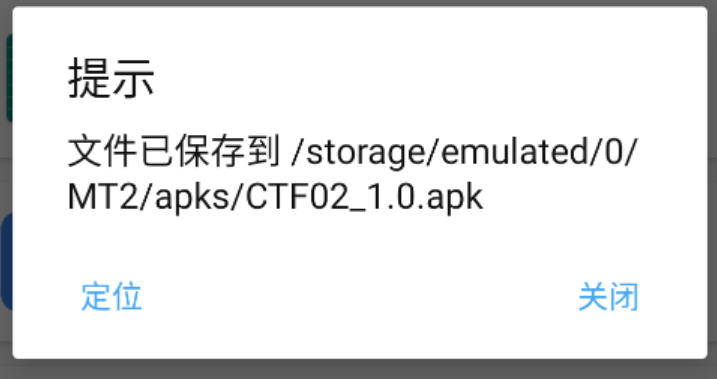 提示
文件已保存到 /storage/emulated/0/
MT2/apks/CTF02_1.0.apk
定位
关闭